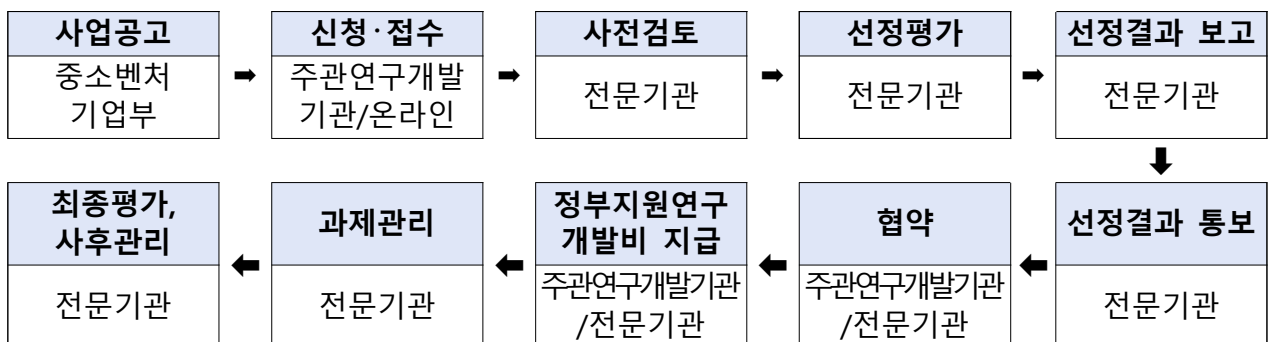 사업공고
중소벤처
기업부
➡
신청·접수
주관연구개발
기관/온라인
➡
사전검토
전문기관
➡
선정평가
전문기관
➡
선정결과 보고
전문기관
⬇
선정결과 통보
전문기관
⬅
협약
주관연구개발기관
/전문기관
⬅
정부지원연구
개발비 지급
주관연구개발기관
/전문기관
⬅
과제관리
전문기관
⬅
최종평가,
사후관리
전문기관